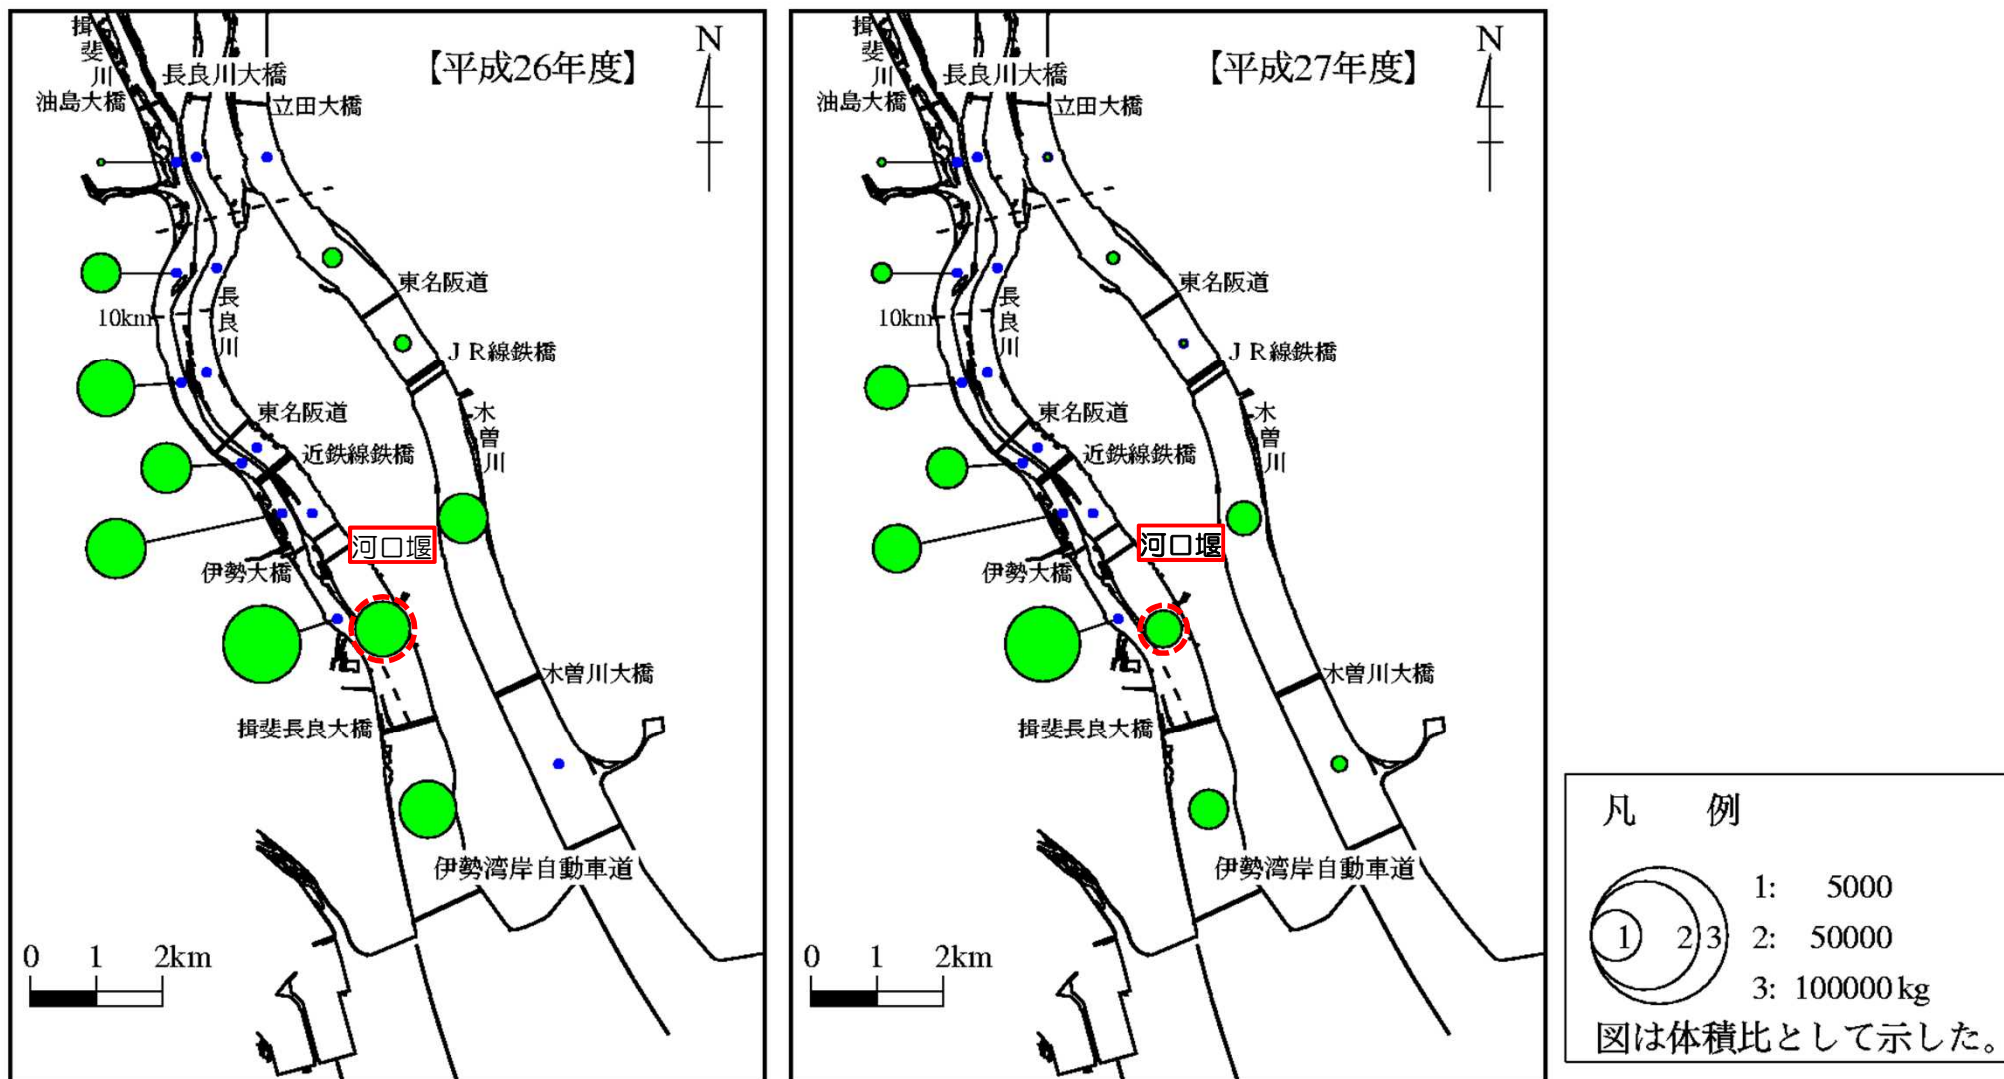 【平成26年度】
N
揖斐川
長良川大橋
油島大橋
立田大橋
東名阪道
10km
長良川
JR線鉄橋
東名阪道
木曽川
近鉄線鉄橋
河口堰
伊勢大橋
木曽川大橋
揖斐長良大橋
伊勢湾岸自動車道
0 1 2km
【平成27年度】
N
揖斐川
長良川大橋
油島大橋
立田大橋
東名阪道
10km
長良川
JR線鉄橋
東名阪道
木曽川
近鉄線鉄橋
河口堰
伊勢大橋
木曽川大橋
揖斐長良大橋
伊勢湾岸自動車道
0 1 2km
凡 例
1 2 3
1: 5000
2: 50000
3: 100000kg
図は体積比として示した。